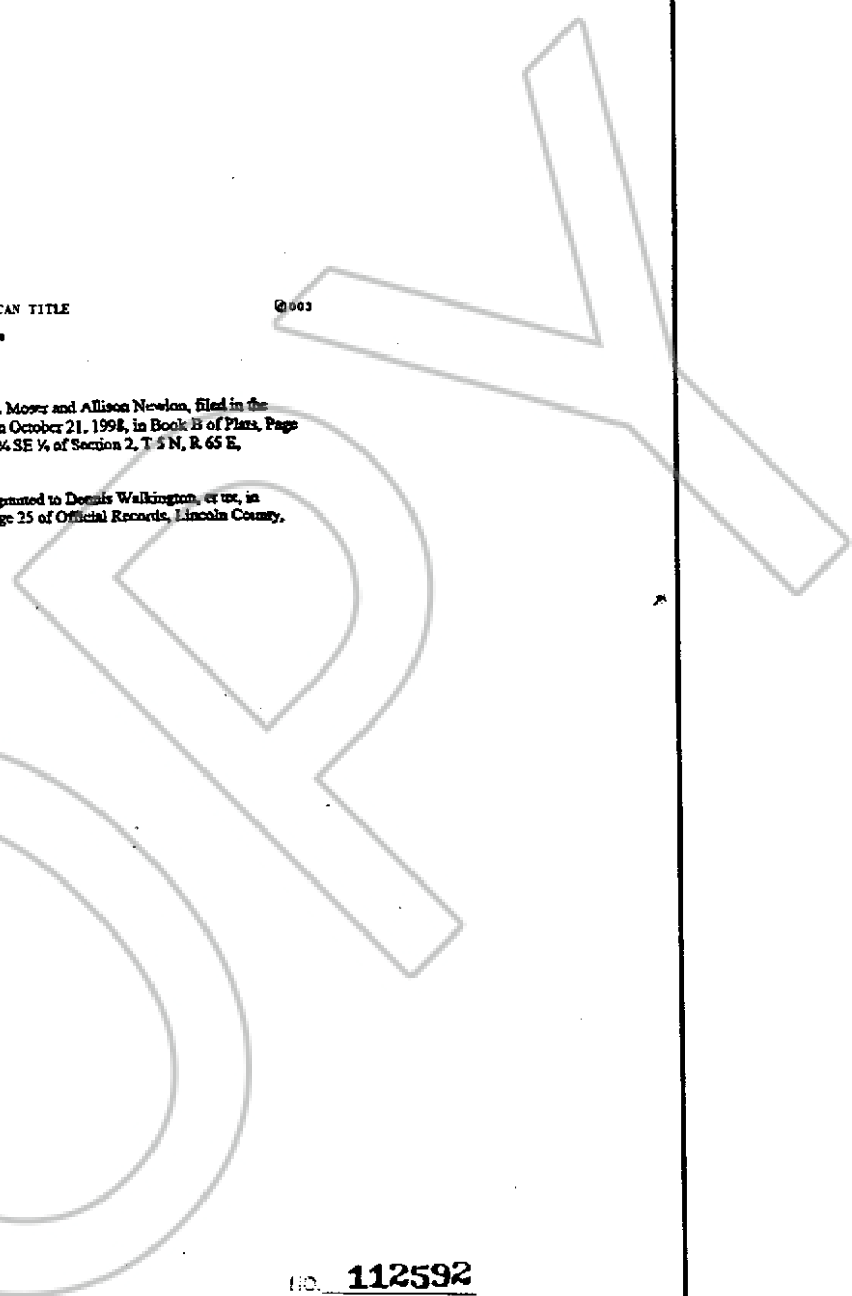 CAN TITLE 003
. Moser and Allison Newlon, filed in the
n October 21, 1998, in Book B of Plats, Page
¼ SE ¼ of Section 2, T 5 N, R 65 E,
granted to Dennis Walkington, et ux, in
ge 25 of Official Records, Lincoln County,
NO. 112592
OPY